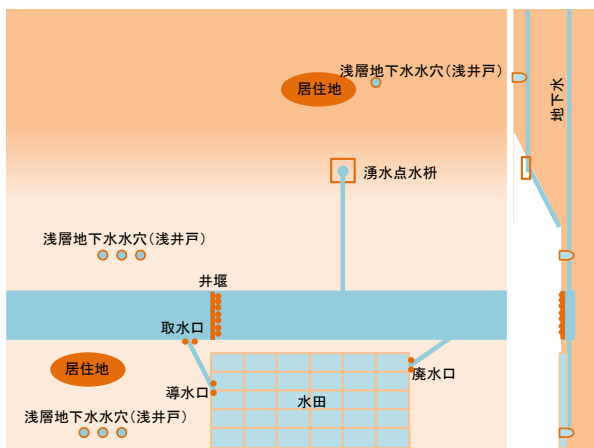 浅層地下水水穴(浅井戸)
居住地
地下水
湧水点水枡
浅層地下水水穴(浅井戸)
井堰
取水口
居住地
導水口
廃水口
水田
浅層地下水水穴(浅井戸)